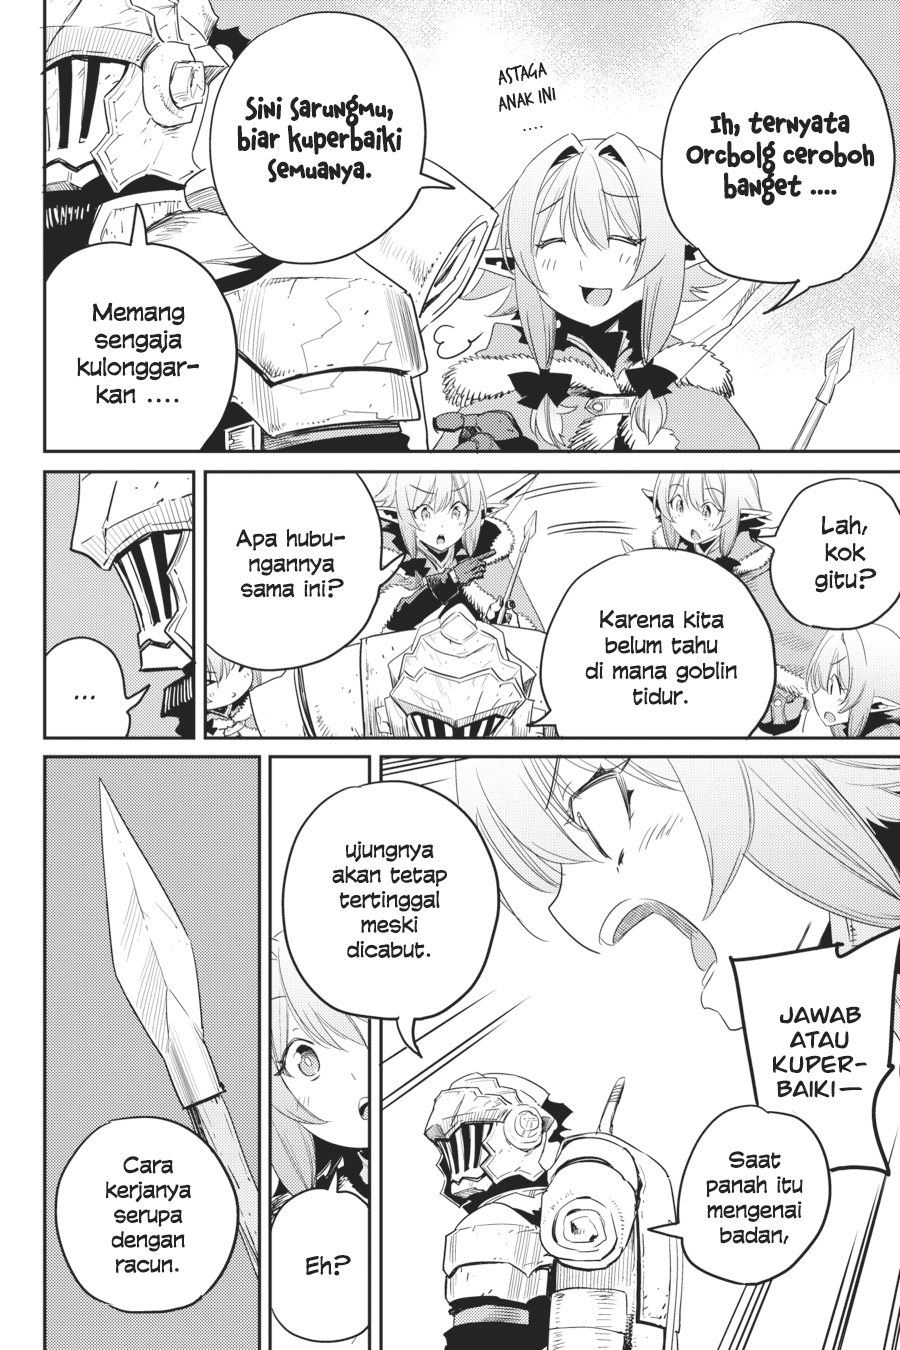 Ih, ternyata
Orcbolg ceroboh
banget ....
ASTAGA
ANAK INI
....
Sini sarungmu,
biar kuperbaiki
semuanya.
Memang
sengaja
kulonggar-
kan ....
Lah,
kok
gitu?
Karena kita
belum tahu
di mana goblin
tidur.
Apa hubu-
ngannya
sama ini?
...
JAWAB
ATAU
KUPER-
BAIKI—
Saat
panah itu
mengenai
badan,
ujungnya
akan tetap
tertinggal
meski
dicabut.
Eh?
Cara
kerjanya
serupa
dengan
racun.